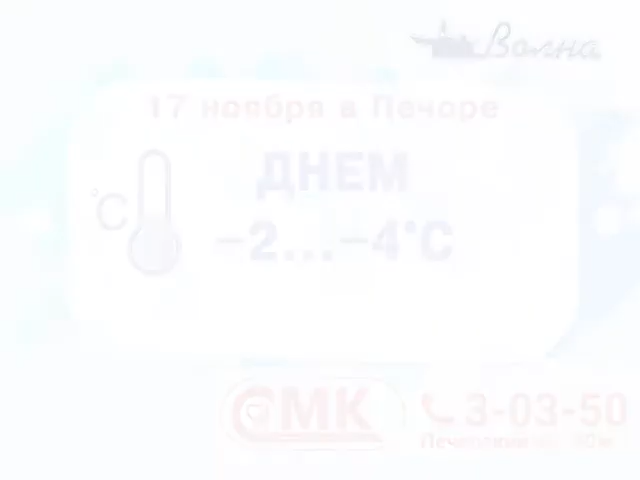 Волна
17 ноября в Печоре
ДНЕМ
°C
-2...-4°C
СМК
3-03-50